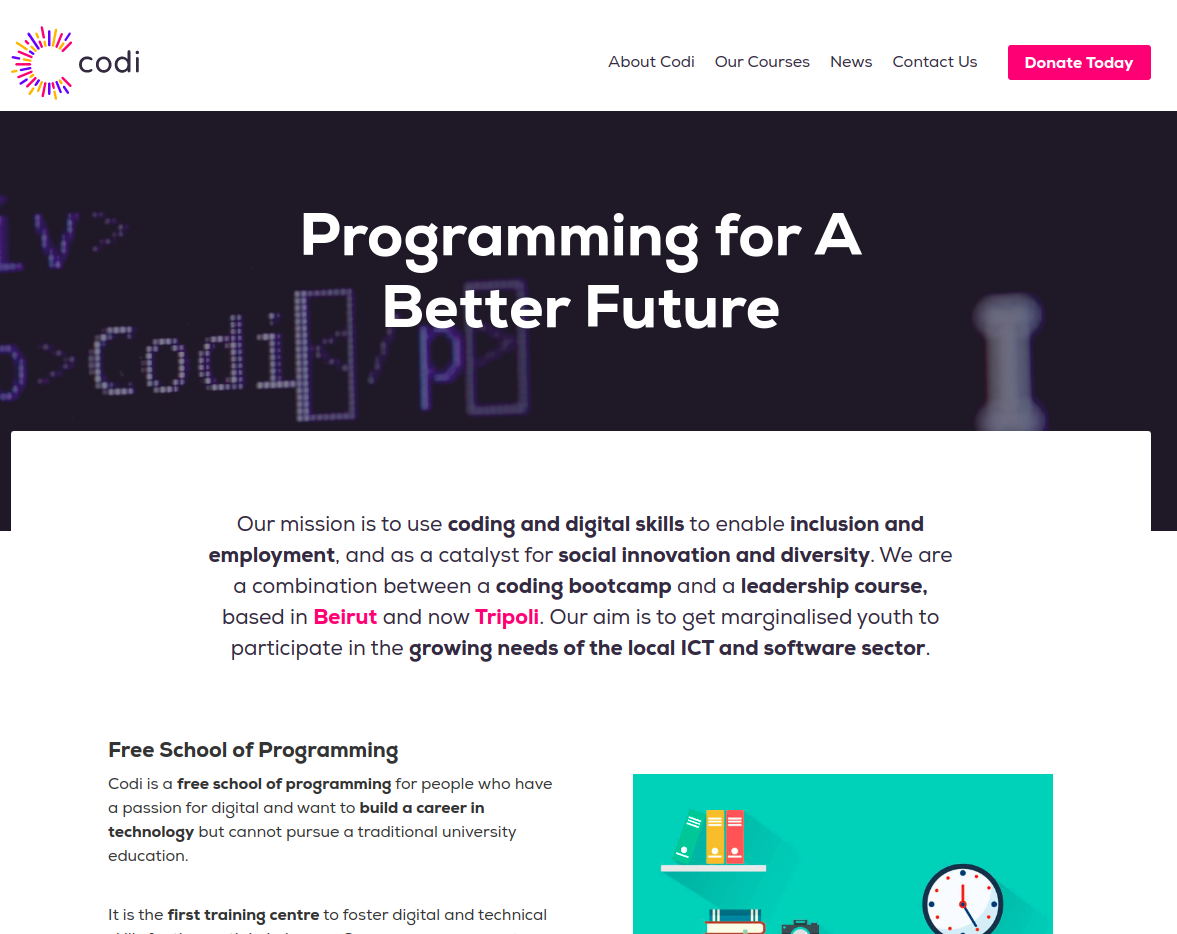 codi
About Codi
Our Courses
News
Contact Us
Donate Today
Programming for A
Better Future
iv>
>Codi</p>
Our mission is to use coding and digital skills to enable inclusion and
employment, and as a catalyst for social innovation and diversity. We are
a combination between a coding bootcamp and a leadership course,
based in Beirut and now Tripoli. Our aim is to get marginalised youth to
participate in the growing needs of the local ICT and software sector.
Free School of Programming
Codi is a free school of programming for people who have
a passion for digital and want to build a career in
technology but cannot pursue a traditional university
education.
It is the first training centre to foster digital and technical